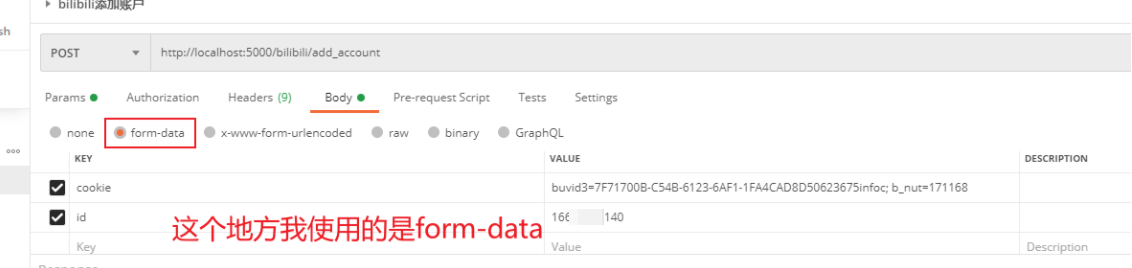 bilibili添加账户
sh
POST http://localhost:5000/bilibili/add_account
Params Authorization Headers (9) Body Pre-request Script Tests Settings
none form-data x-www-form-urlencoded raw binary GraphQL
KEY VALUE DESCRIPTION
cookie buvid3=7F71700B-C54B-6123-6AF1-1FA4CAD8D50623675infoc; b_nut=171168
id 166 140
这个地方我使用的是form-data
Key Value Description
Response